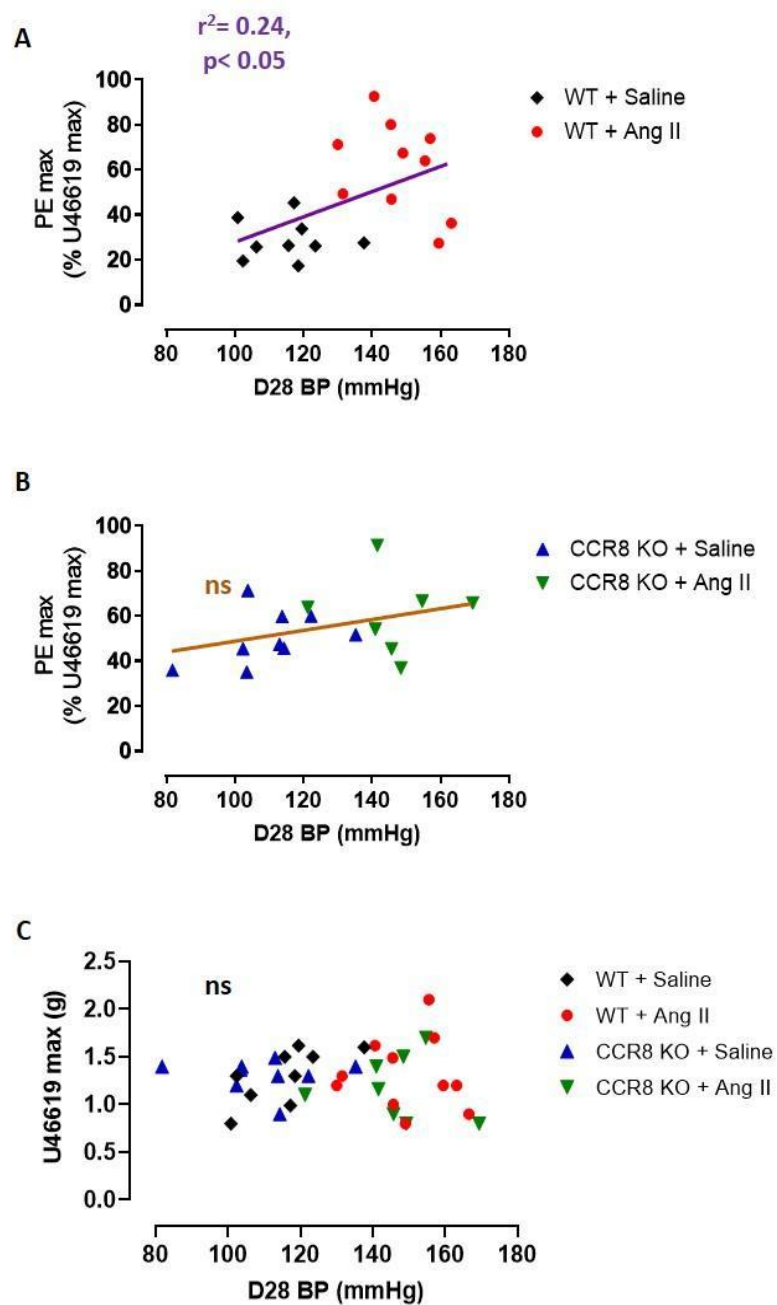 A
r²= 0.24,
p< 0.05
PE max
(% U46619 max)
100
80
60
40
20
0
80 100 120 140 160 180
D28 BP (mmHg)
WT + Saline
WT + Ang II
B
PE max
(% U46619 max)
100
80
60
40
20
0
ns
80 100 120 140 160 180
D28 BP (mmHg)
CCR8 KO + Saline
CCR8 KO + Ang II
C
U46619 max (g)
2.5
2.0
1.5
1.0
0.5
0.0
ns
80 100 120 140 160 180
D28 BP (mmHg)
WT + Saline
WT + Ang II
CCR8 KO + Saline
CCR8 KO + Ang II